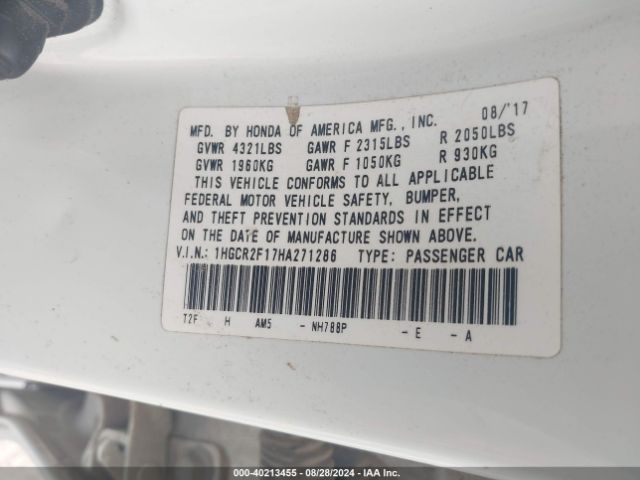 MFD. BY HONDA OF AMERICA MFG., INC. 08/'17
GVWR 4321LBS GAWR F 2315LBS R 2050LBS
GVWR 1960KG GAWR F 1050KG R 930KG
THIS VEHICLE CONFORMS TO ALL APPLICABLE
FEDERAL MOTOR VEHICLE SAFETY, BUMPER,
AND THEFT PREVENTION STANDARDS IN EFFECT
ON THE DATE OF MANUFACTURE SHOWN ABOVE.
V.I.N.: 1HGCR2F17HA271286 TYPE: PASSENGER CAR
T2F H AM5 - NH788P - E - A
000-40213455 - 08/28/2024 - IAA Inc.